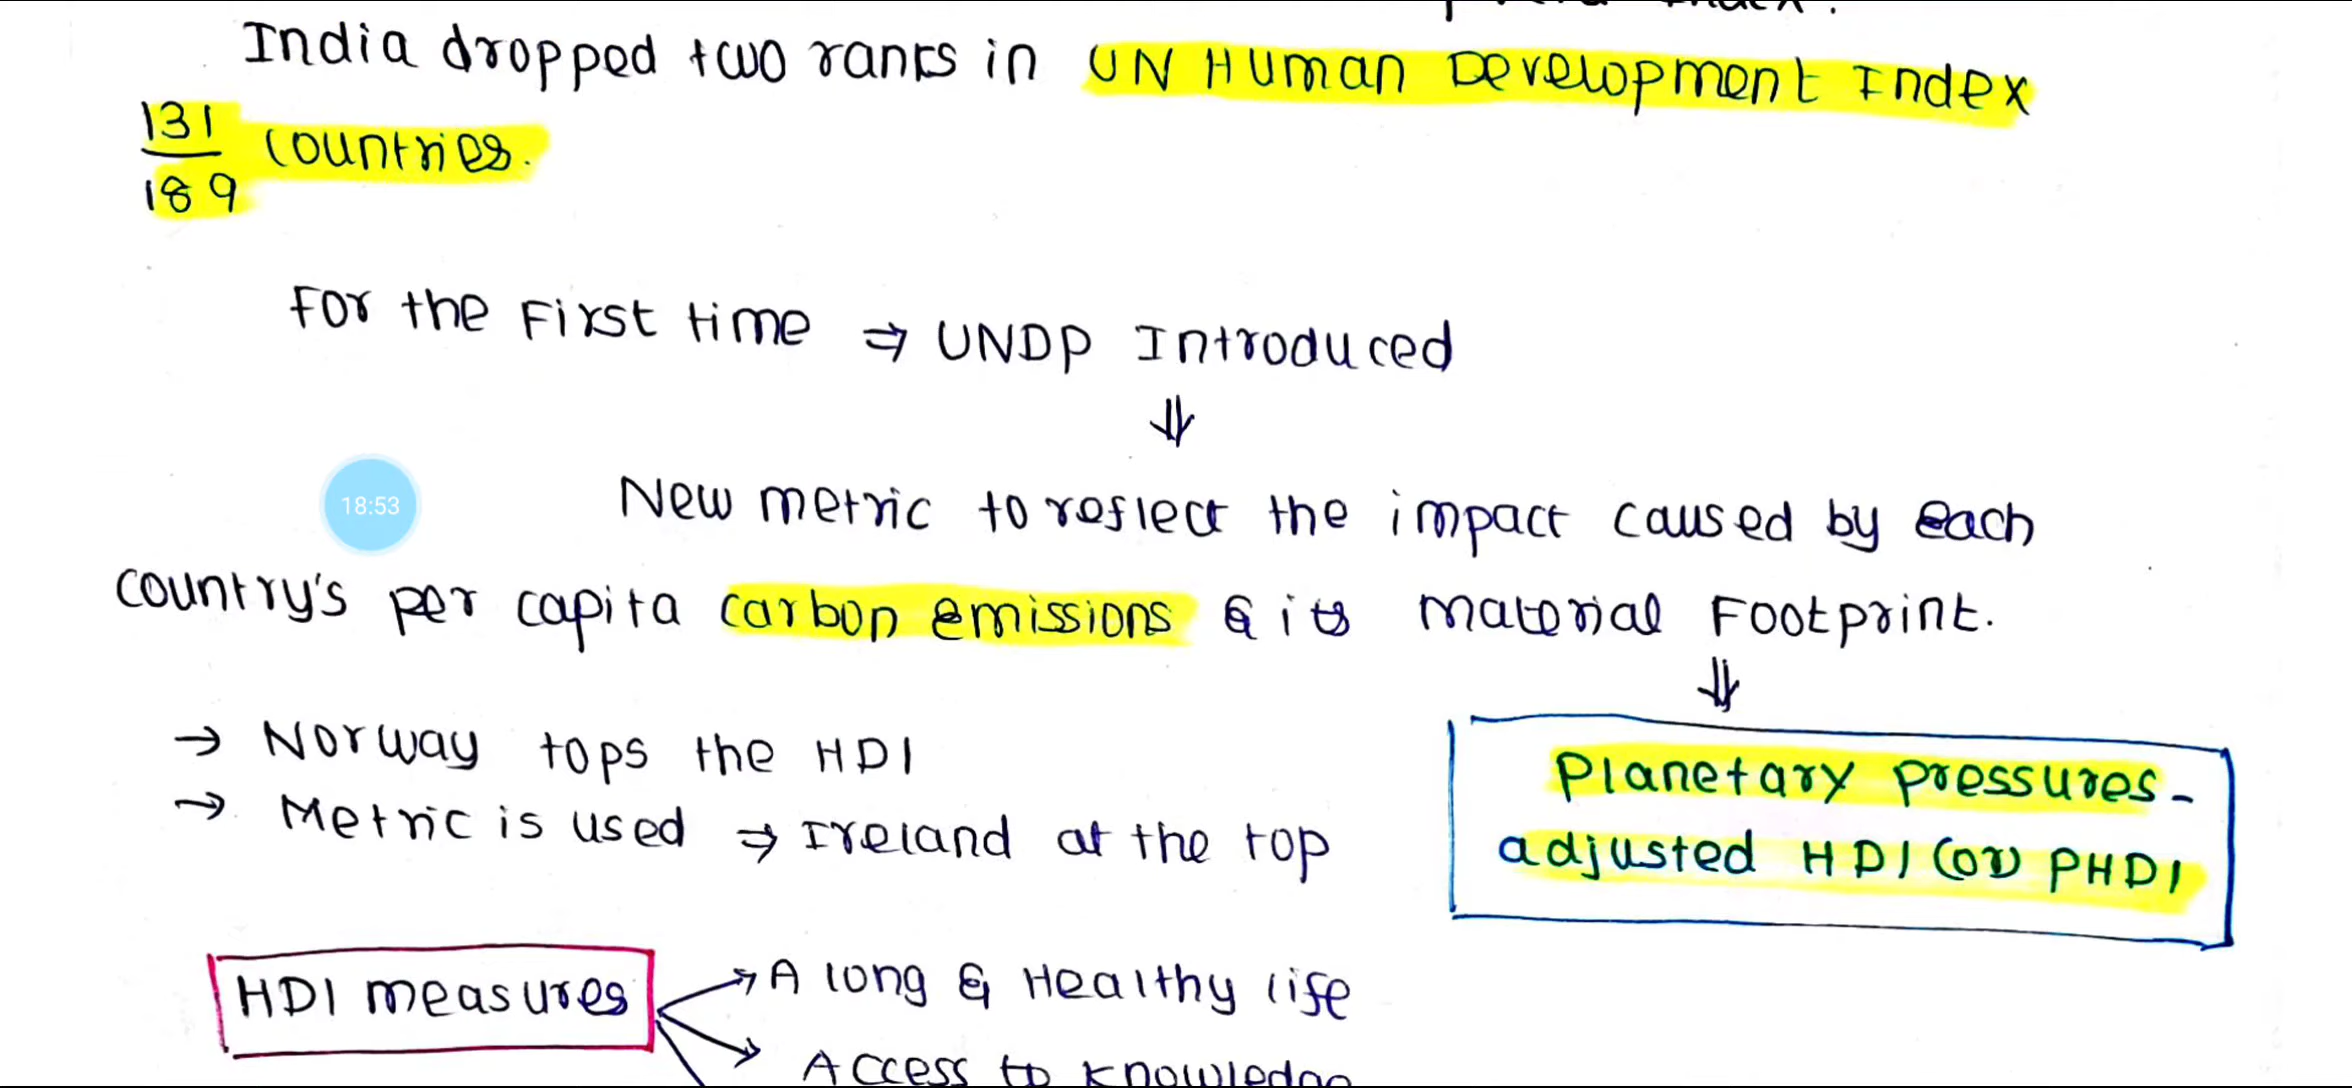 India dropped two ranks in UN Human Development Index
131
189 countries.
For the First time ⇒ UNDP Introduced
⇓
18:53
New metric to reflect the impact caused by each
country's per capita carbon emissions & its material Footprint.
⇓
→ Norway tops the HDI
→ Metric is used ⇒ Ireland at the top
Planetary pressures-
adjusted HDI (or) PHDI
HDI measures
→ A long & Healthy life
→ Access to knowledge